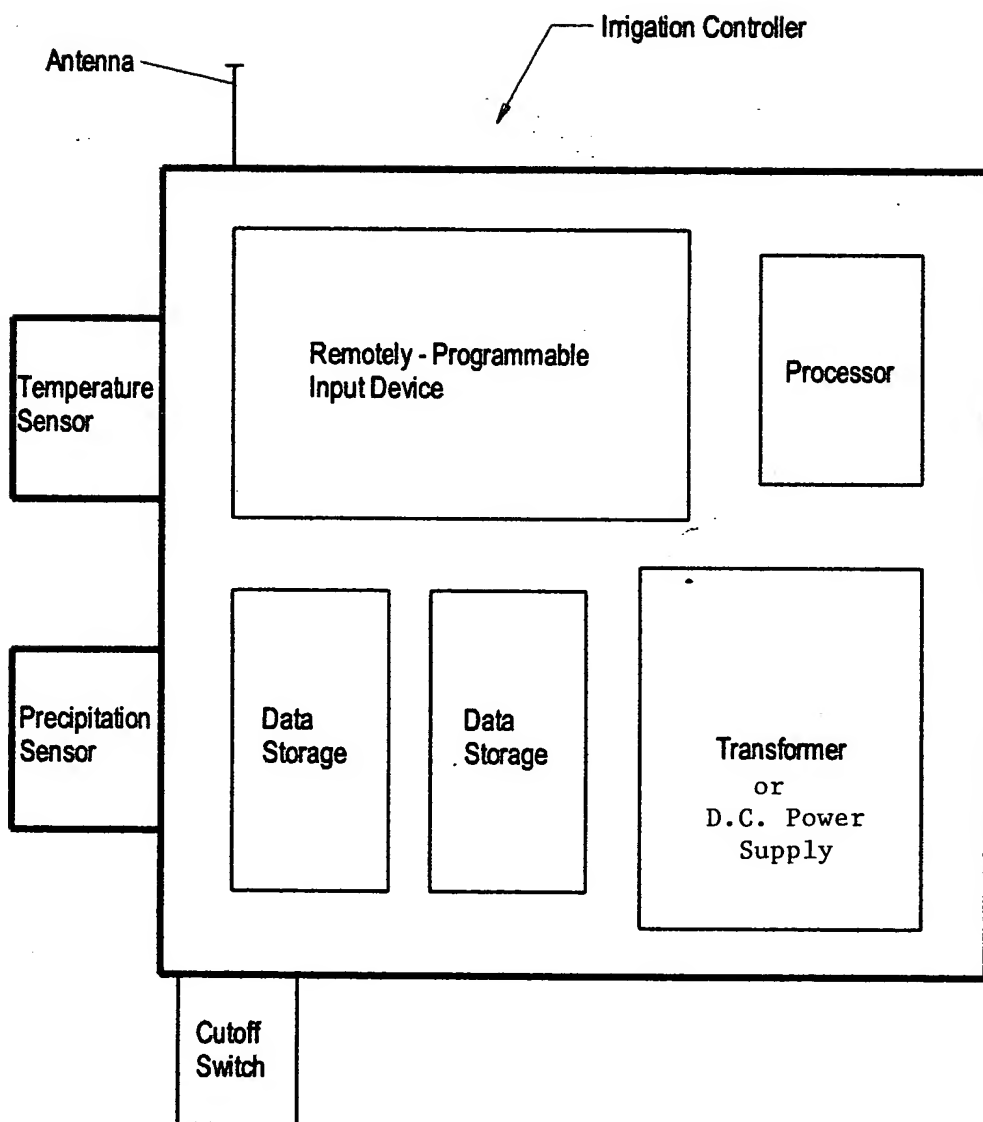 Irrigation Controller
Antenna
Remotely - Programmable
Input Device
Processor
Temperature
Sensor
Precipitation
Sensor
Data
Storage
Data
Storage
Transformer
or
D.C. Power
Supply
Cutoff
Switch